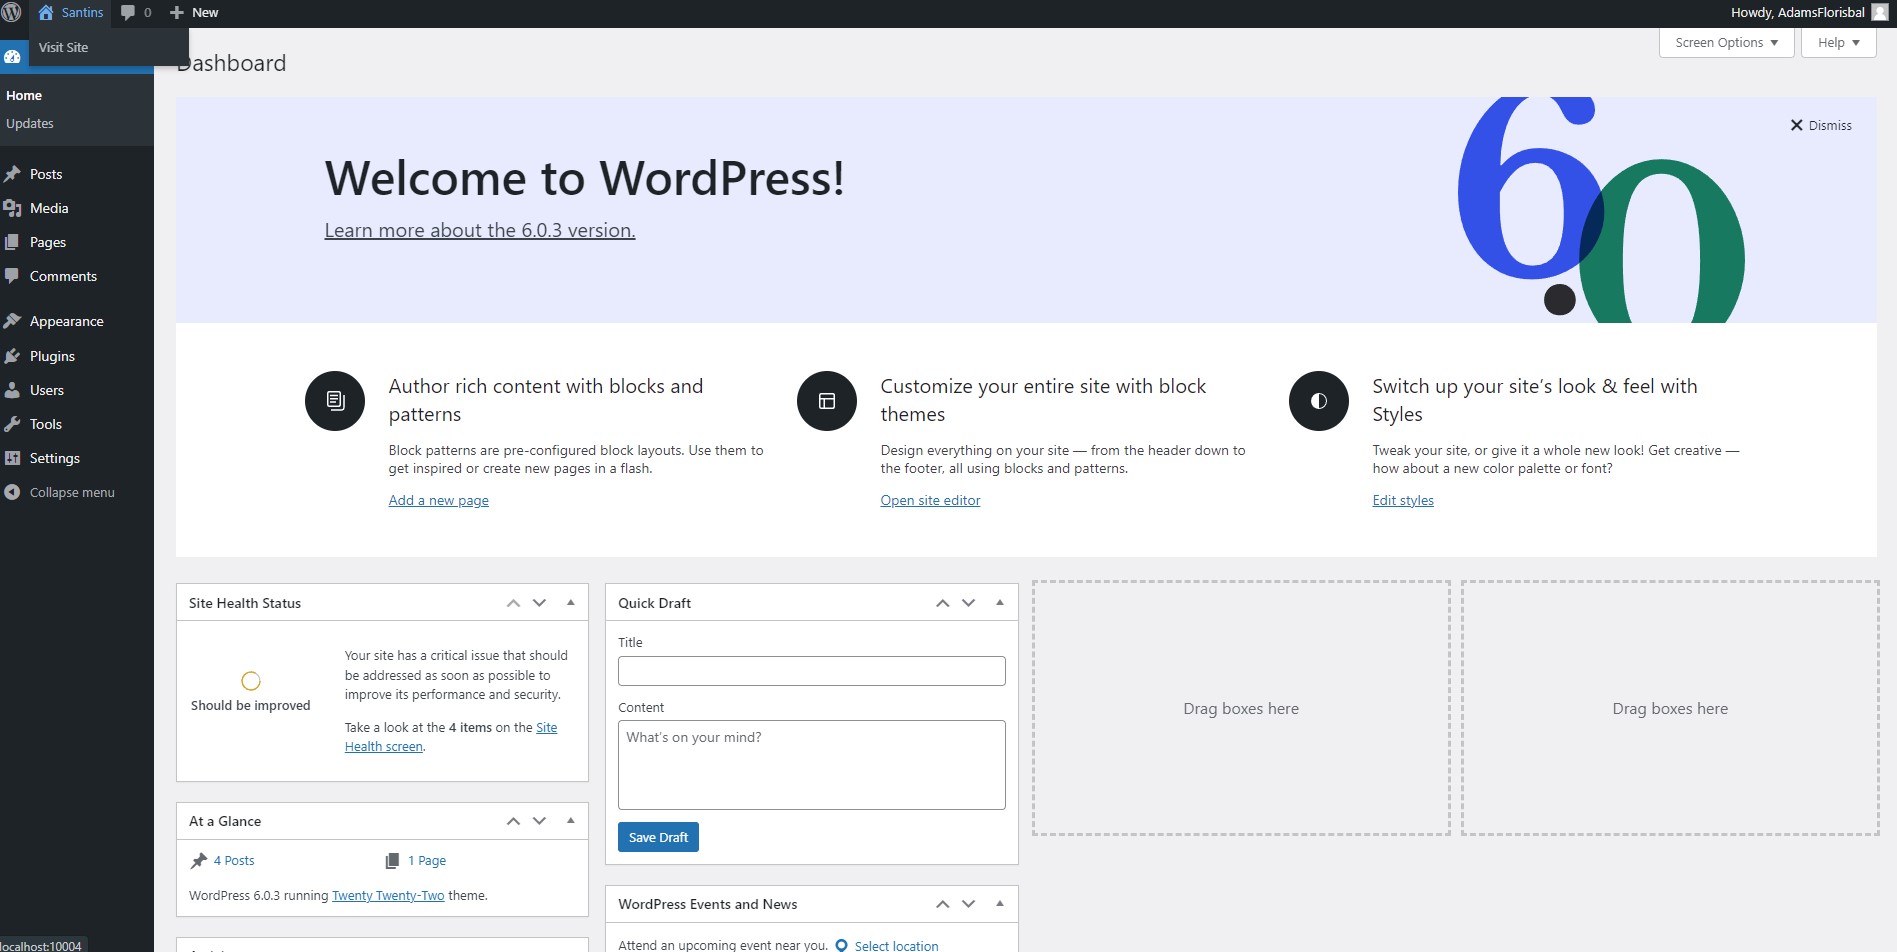 Santins
0
New
Howdy, AdamsFlorisbal
Visit Site
Screen Options
Help
Dashboard
Home
Updates
Posts
Media
Pages
Comments
Appearance
Plugins
Users
Tools
Settings
Collapse menu
Dismiss
6.0
Welcome to WordPress!
Learn more about the 6.0.3 version.
Author rich content with blocks and
patterns
Block patterns are pre-configured block layouts. Use them to
get inspired or create new pages in a flash.
Add a new page
Customize your entire site with block
themes
Design everything on your site — from the header down to
the footer, all using blocks and patterns.
Open site editor
Switch up your site’s look & feel with
Styles
Tweak your site, or give it a whole new look! Get creative —
how about a new color palette or font?
Edit styles
Site Health Status
Should be improved
Your site has a critical issue that should
be addressed as soon as possible to
improve its performance and security.
Take a look at the 4 items on the Site
Health screen.
At a Glance
4 Posts
1 Page
WordPress 6.0.3 running Twenty Twenty-Two theme.
Quick Draft
Title
Content
What’s on your mind?
Save Draft
WordPress Events and News
Attend an upcoming event near you.
Select location
Drag boxes here
Drag boxes here
localhost:10004